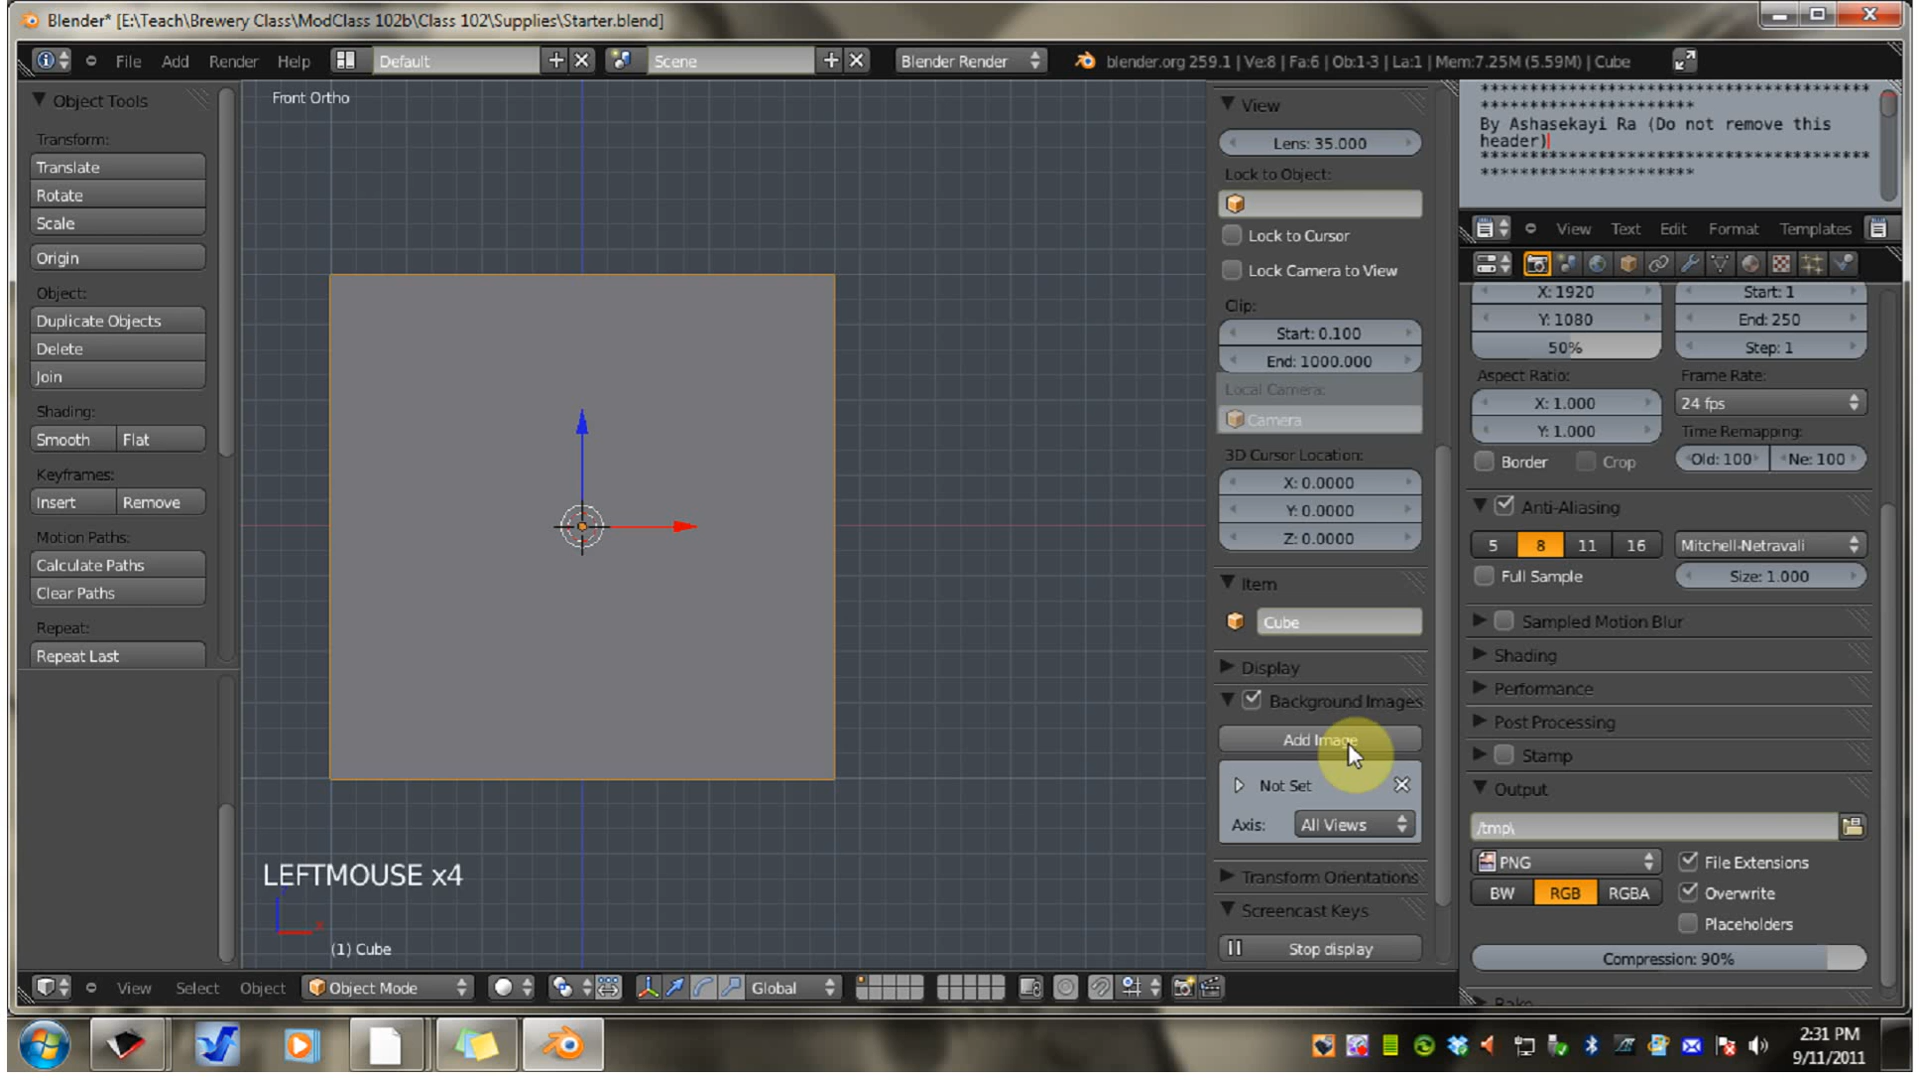 Blender* [E:\Teach\Brewery Class\ModClass 102b\Class 102\Supplies\Starter.blend]
File Add Render Help Default Scene Blender Render blender.org 259.1 | Ve:8 | Fa:6 | Ob:1-3 | La:1 | Mem:7.25M (5.59M) | Cube
Object Tools
Transform:
Translate
Rotate
Scale
Origin
Object:
Duplicate Objects
Delete
Join
Shading:
Smooth Flat
Keyframes:
Insert Remove
Motion Paths:
Calculate Paths
Clear Paths
Repeat:
Repeat Last
Front Ortho
LEFTMOUSE x4
(1) Cube
View Select Object Object Mode Global
View
Lens: 35.000
Lock to Object:
Lock to Cursor
Lock Camera to View
Clip:
Start: 0.100
End: 1000.000
Local Camera:
Camera
3D Cursor Location:
X: 0.0000
Y: 0.0000
Z: 0.0000
Item
Cube
Display
Background Images
Add Image
Not Set
Axis: All Views
Transform Orientations
Screencast Keys
Stop display
By Ashasekayi Ra (Do not remove this
header)
View Text Edit Format Templates
X: 1920 Start: 1
Y: 1080 End: 250
50% Step: 1
Aspect Ratio: Frame Rate:
X: 1.000 24 fps
Y: 1.000 Time Remapping:
Border Crop Old: 100 Ne: 100
Anti-Aliasing
5 8 11 16 Mitchell-Netravali
Full Sample Size: 1.000
Sampled Motion Blur
Shading
Performance
Post Processing
Stamp
Output
/tmp\
PNG File Extensions
BW RGB RGBA Overwrite
Placeholders
Compression: 90%
Bake
2:31 PM
9/11/2011